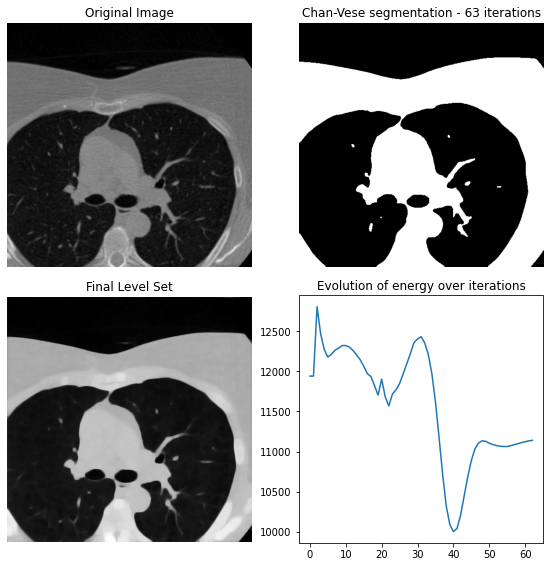 Original Image
Chan-Vese segmentation - 63 iterations
Final Level Set
Evolution of energy over iterations
12500
12000
11500
11000
10500
10000
0 10 20 30 40 50 60